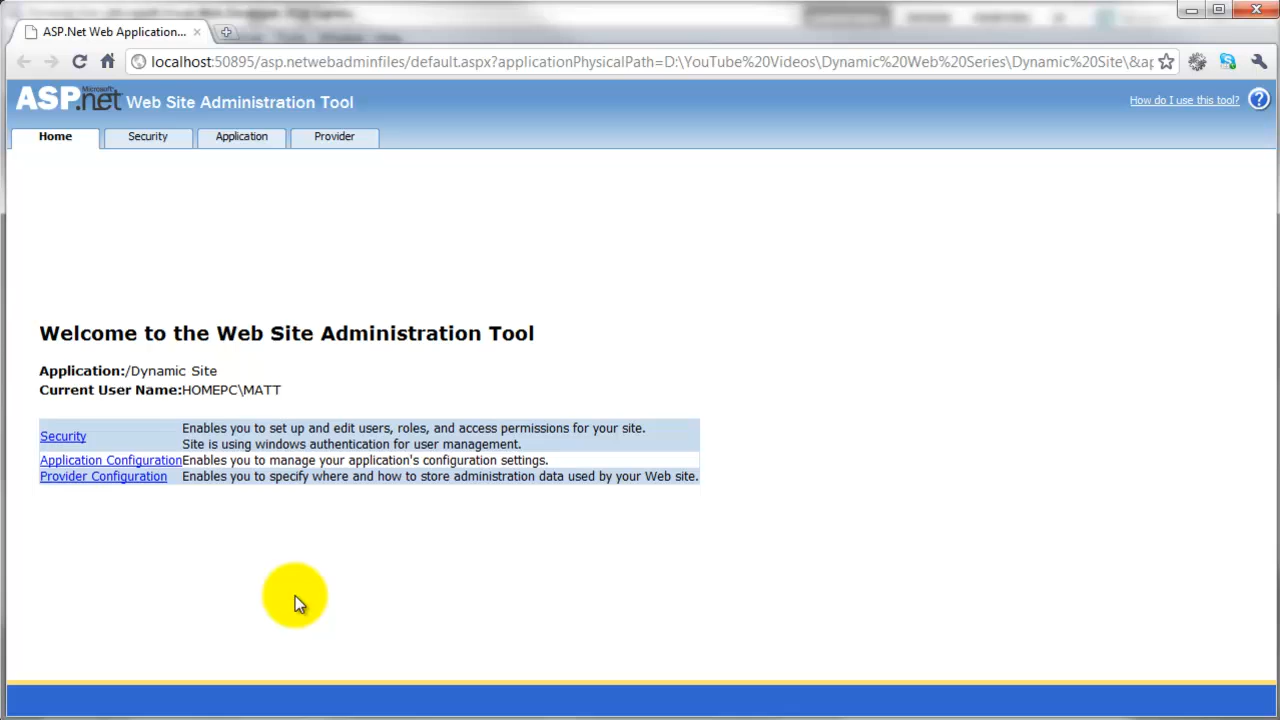 ASP.Net Web Application...
localhost:50895/asp.netwebadminfiles/default.aspx?applicationPhysicalPath=D:\YouTube%20Videos\Dynamic%20Web%20Series\Dynamic%20Site\&ap
Microsoft
ASP.net Web Site Administration Tool
How do I use this tool? ?
Home Security Application Provider
Welcome to the Web Site Administration Tool
Application:/Dynamic Site
Current User Name:HOMEPC\MATT
Security Enables you to set up and edit users, roles, and access permissions for your site.
Site is using windows authentication for user management.
Application Configuration Enables you to manage your application's configuration settings.
Provider Configuration Enables you to specify where and how to store administration data used by your Web site.